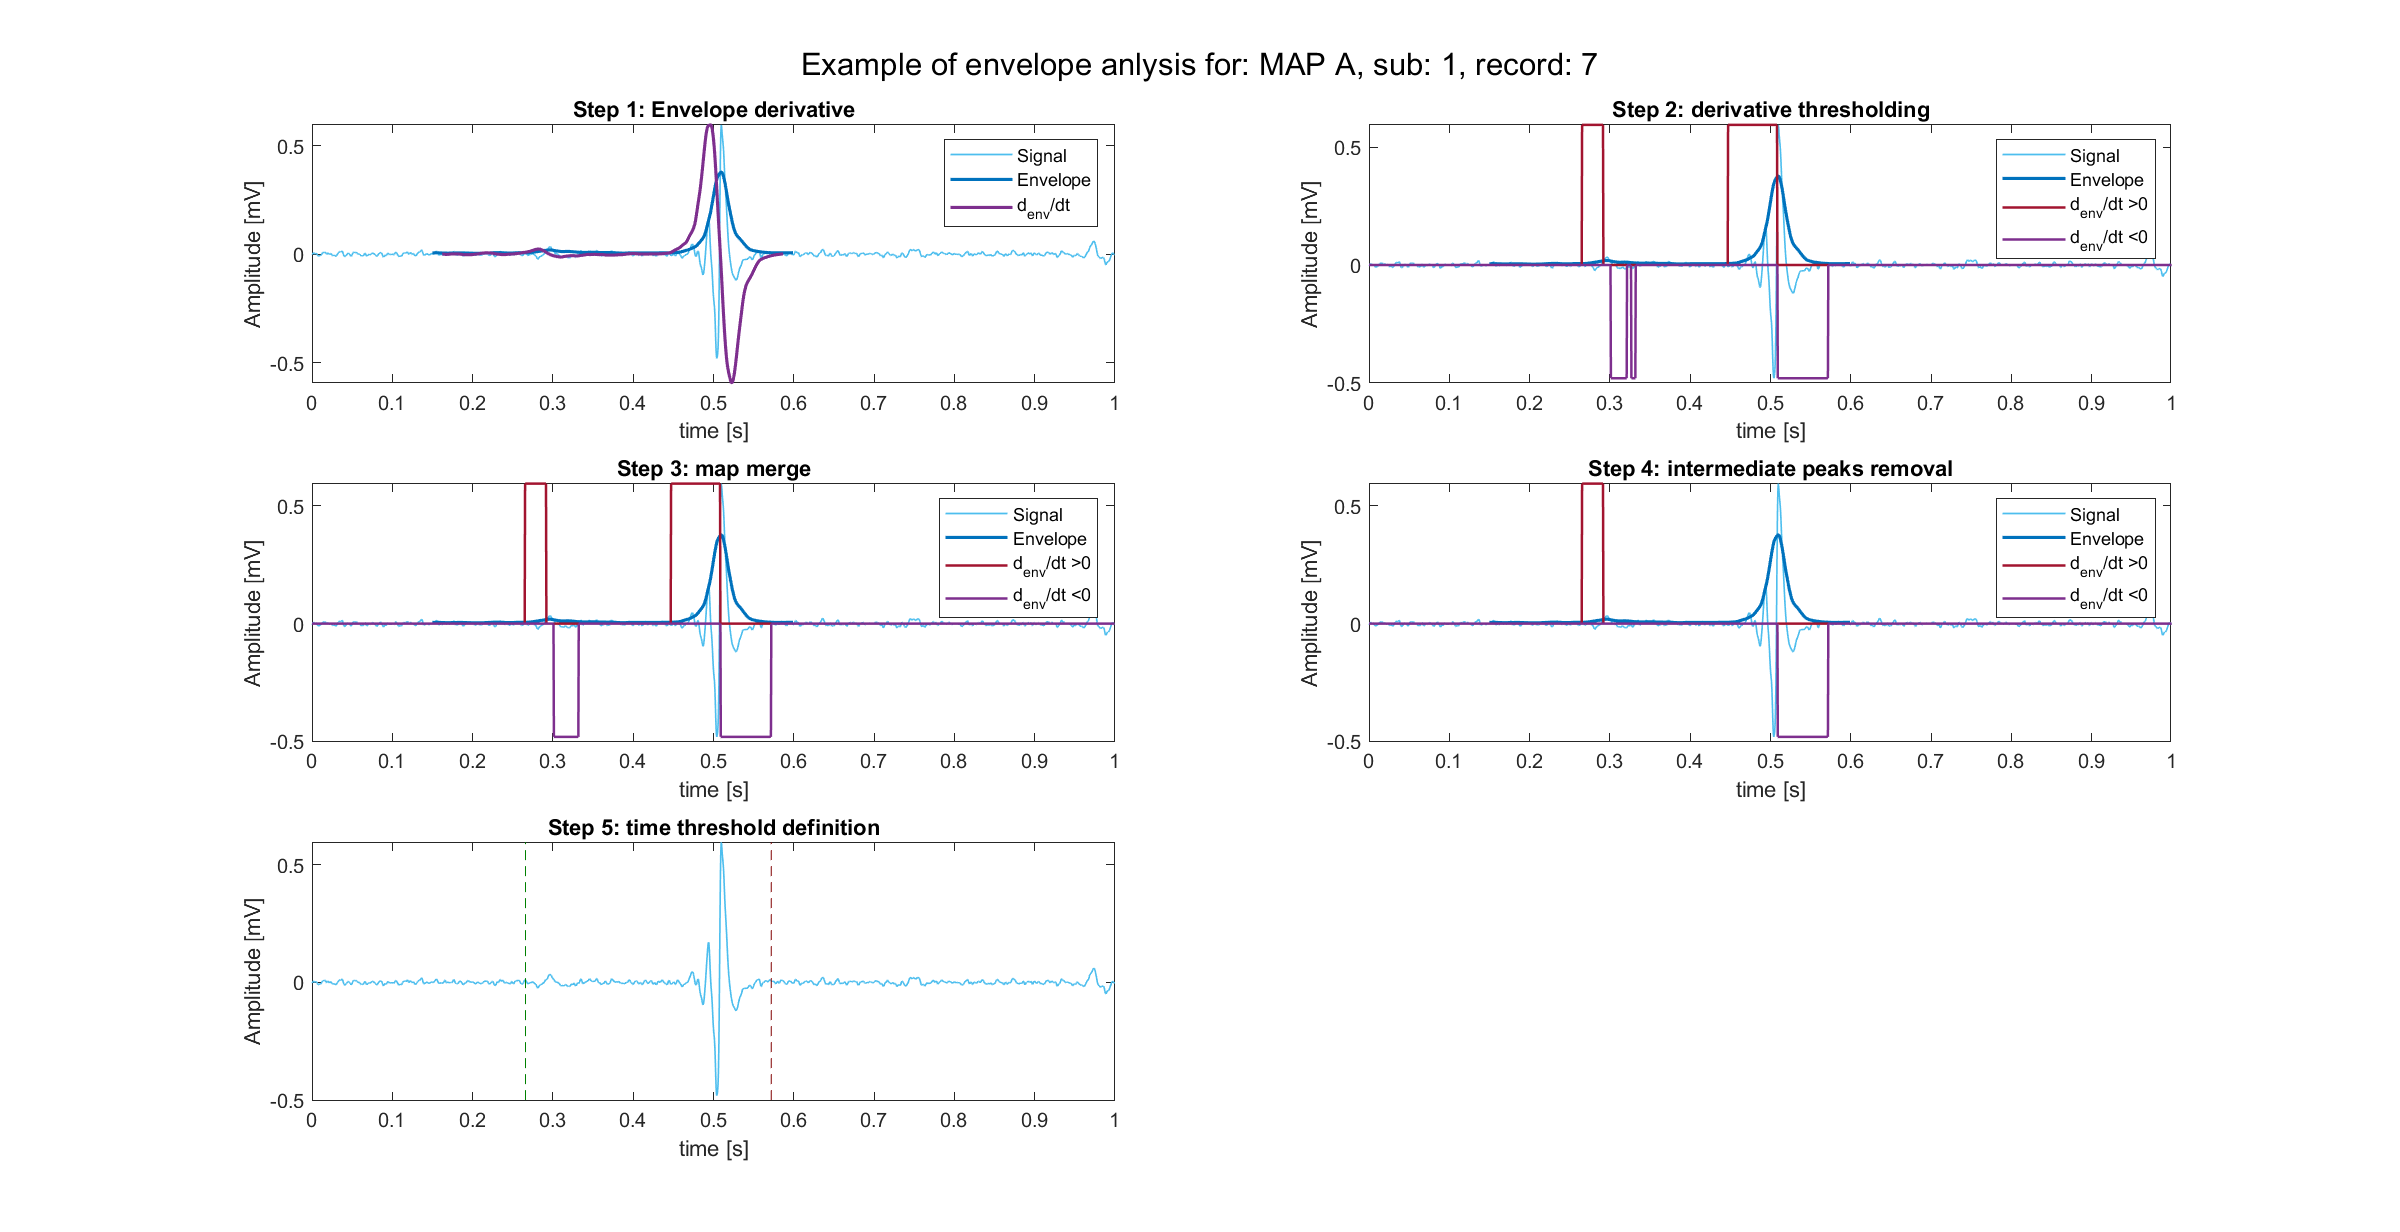 Example of envelope anlysis for: MAP A, sub: 1, record: 7
Step 1: Envelope derivative
Amplitude [mV]
0.5
0
-0.5
Signal
Envelope
d_env/dt
0 0.1 0.2 0.3 0.4 0.5 0.6 0.7 0.8 0.9 1
time [s]
Step 2: derivative thresholding
Amplitude [mV]
0.5
0
-0.5
Signal
Envelope
d_env/dt >0
d_env/dt <0
0 0.1 0.2 0.3 0.4 0.5 0.6 0.7 0.8 0.9 1
time [s]
Step 3: map merge
Amplitude [mV]
0.5
0
-0.5
Signal
Envelope
d_env/dt >0
d_env/dt <0
0 0.1 0.2 0.3 0.4 0.5 0.6 0.7 0.8 0.9 1
time [s]
Step 4: intermediate peaks removal
Amplitude [mV]
0.5
0
-0.5
Signal
Envelope
d_env/dt >0
d_env/dt <0
0 0.1 0.2 0.3 0.4 0.5 0.6 0.7 0.8 0.9 1
time [s]
Step 5: time threshold definition
Amplitude [mV]
0.5
0
-0.5
0 0.1 0.2 0.3 0.4 0.5 0.6 0.7 0.8 0.9 1
time [s]